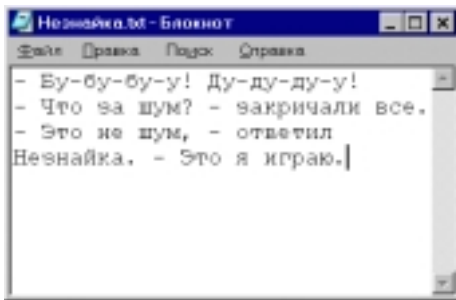 Незнайка.txt - Блокнот
Файл Правка Поиск Справка
- Бу-бу-бу-у! Ду-ду-ду-у!
- Что за шум? - закричали все.
- Это не шум, - ответил
Незнайка. - Это я играю.